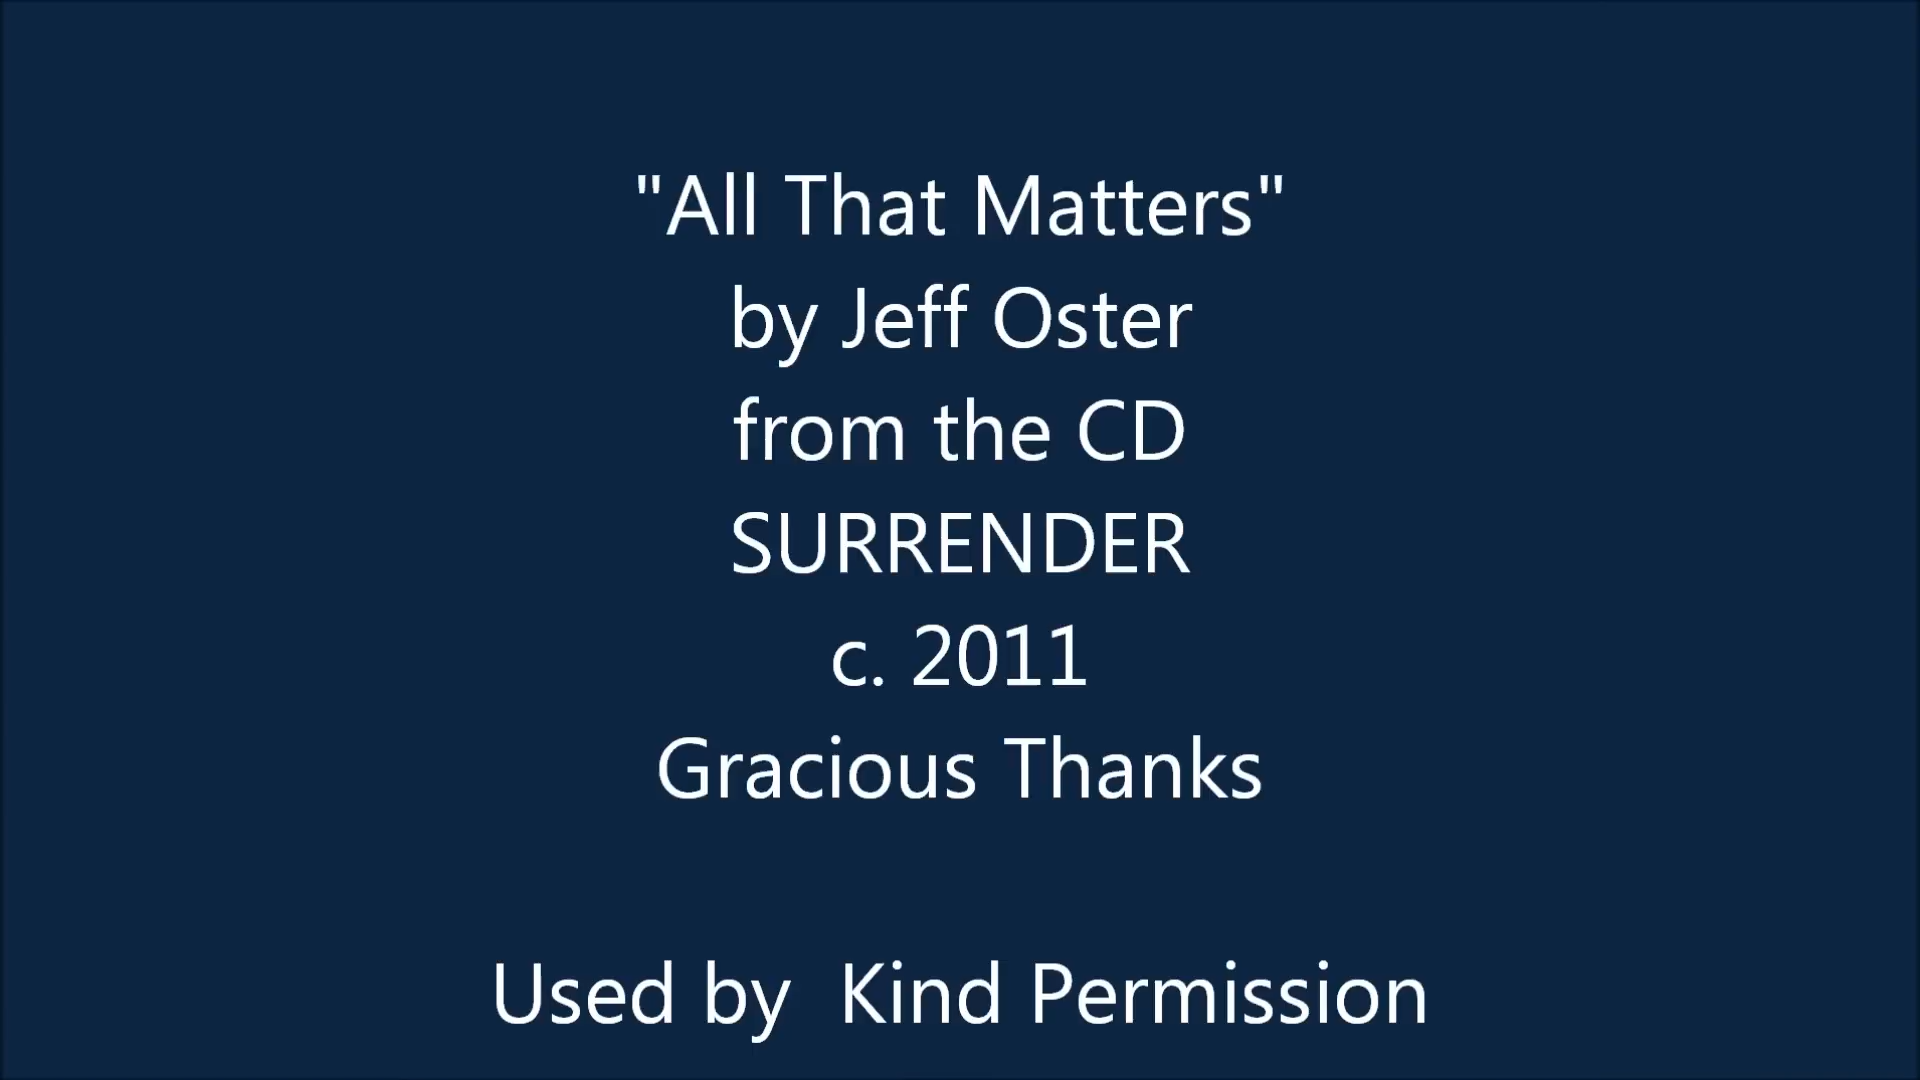 "All That Matters"
by Jeff Oster
from the CD
SURRENDER
c. 2011
Gracious Thanks
Used by  Kind Permission